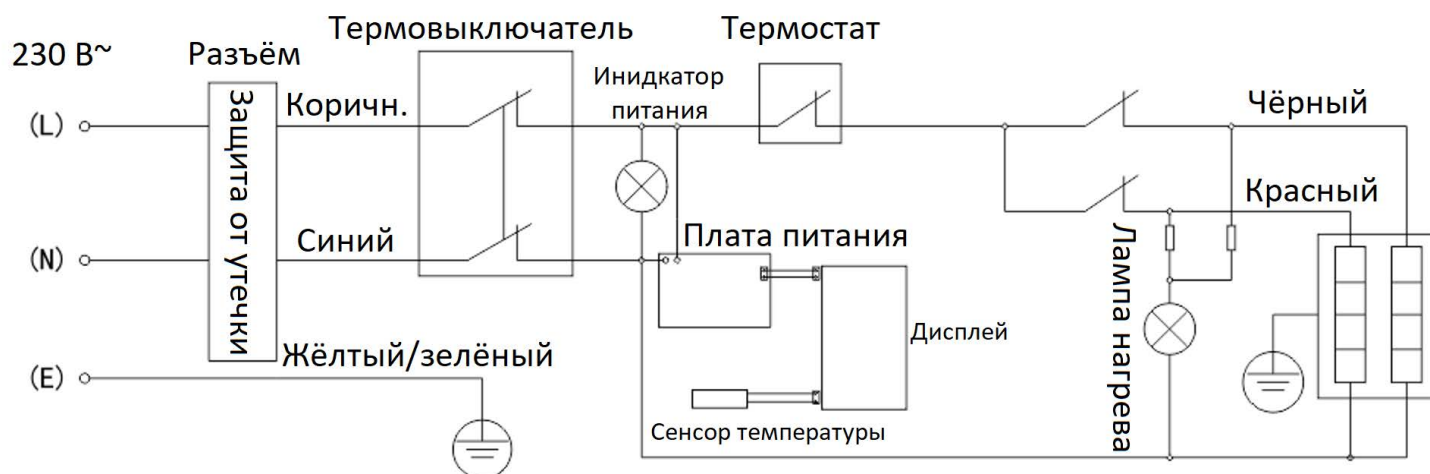 Термовыключатель
Термостат
230 В~
Разъём
Инидкатор
питания
(L)
Защита от утечки
Коричн.
Чёрный
Красный
(N)
Синий
Плата питания
Лампа нагрева
Дисплей
(E)
Жёлтый/зелёный
Сенсор температуры